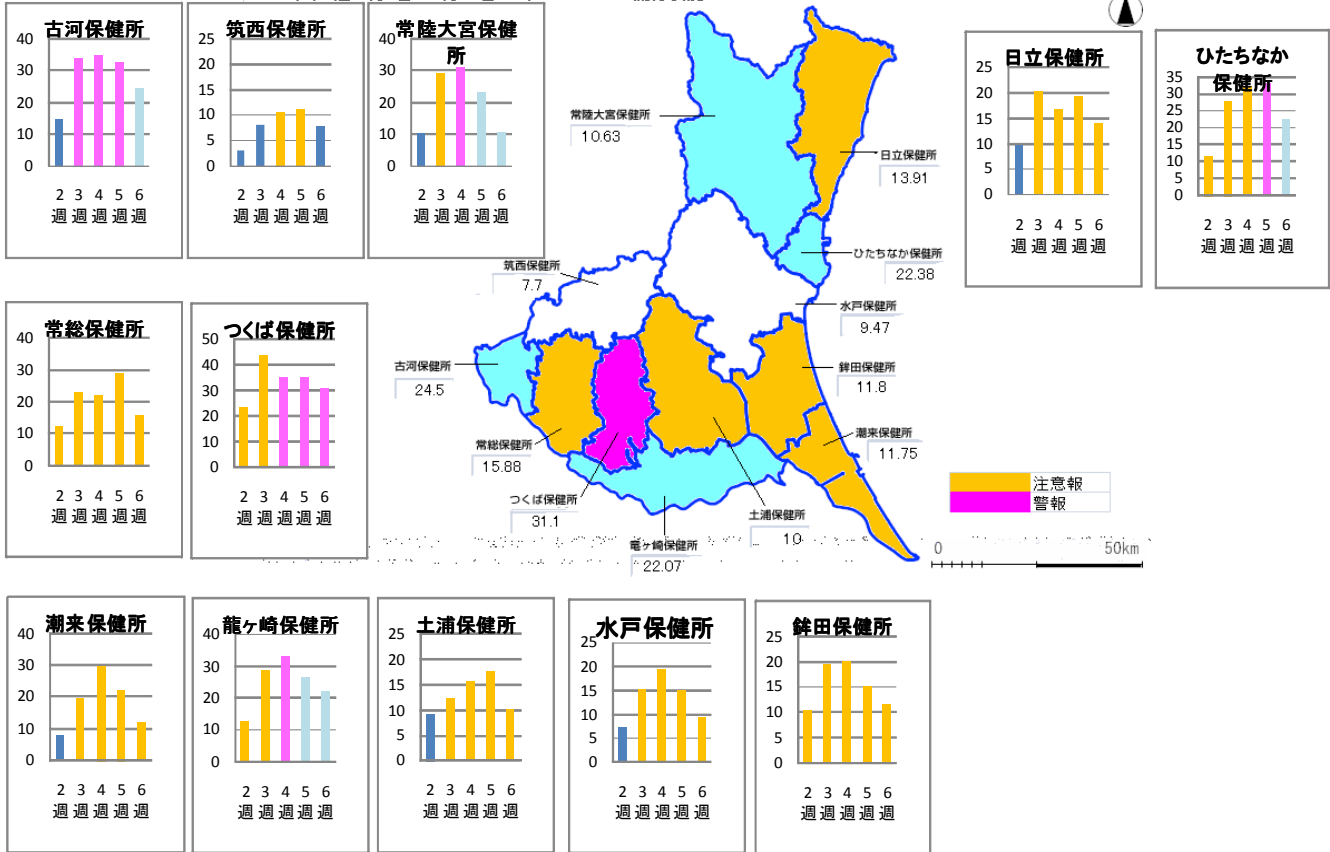 古河保健所
40
30
20
10
0
2 3 4 5 6
週 週 週 週 週
筑西保健所
25
20
15
10
5
0
2 3 4 5 6
週 週 週 週 週
常陸大宮保健
所
40
30
20
10
0
2 3 4 5 6
週 週 週 週 週
常陸大宮保健所
10.63
日立保健所
13.91
ひたちなか保健所
22.38
筑西保健所
7.7
水戸保健所
9.47
古河保健所
24.5
鉾田保健所
11.8
常総保健所
15.88
潮来保健所
11.75
つくば保健所
31.1
土浦保健所
10
竜ヶ崎保健所
22.07
注意報
警報
0 50km
日立保健所
25
20
15
10
5
0
2 3 4 5 6
週 週 週 週 週
ひたちなか
保健所
35
30
25
20
15
10
5
0
2 3 4 5 6
週 週 週 週 週
常総保健所
40
30
20
10
0
2 3 4 5 6
週 週 週 週 週
つくば保健所
50
40
30
20
10
0
2 3 4 5 6
週 週 週 週 週
潮来保健所
40
30
20
10
0
2 3 4 5 6
週 週 週 週 週
龍ヶ崎保健所
40
30
20
10
0
2 3 4 5 6
週 週 週 週 週
土浦保健所
25
20
15
10
5
0
2 3 4 5 6
週 週 週 週 週
水戸保健所
25
20
15
10
5
0
2 3 4 5 6
週 週 週 週 週
鉾田保健所
25
20
15
10
5
0
2 3 4 5 6
週 週 週 週 週